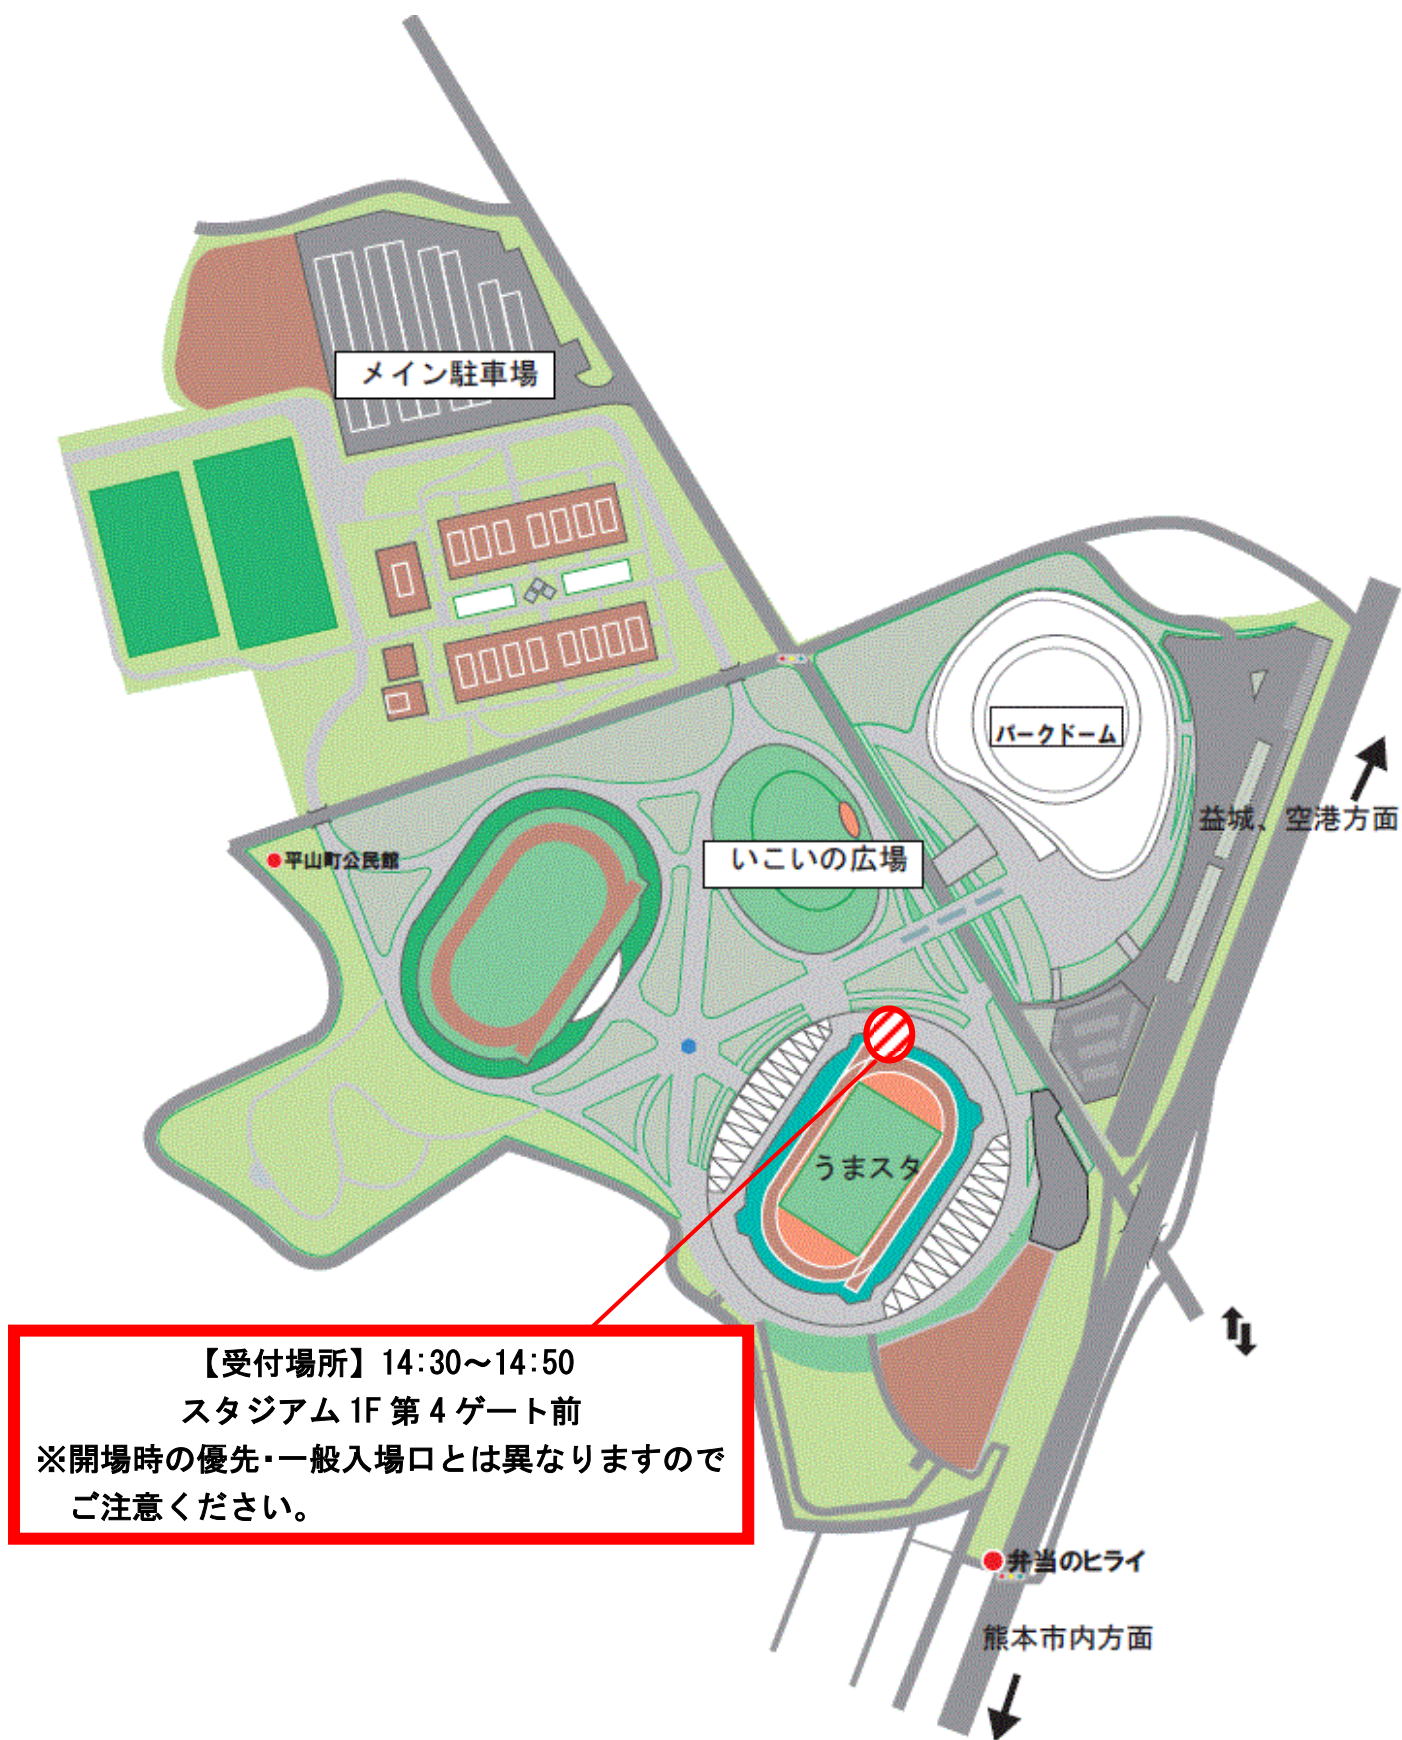 メイン駐車場
パークドーム
益城、空港方面
平山町公民館
いこいの広場
うまスタ
【受付場所】14:30～14:50
スタジアム 1F 第 4 ゲート前
※開場時の優先・一般入場口とは異なりますので
ご注意ください。
弁当のヒライ
熊本市内方面